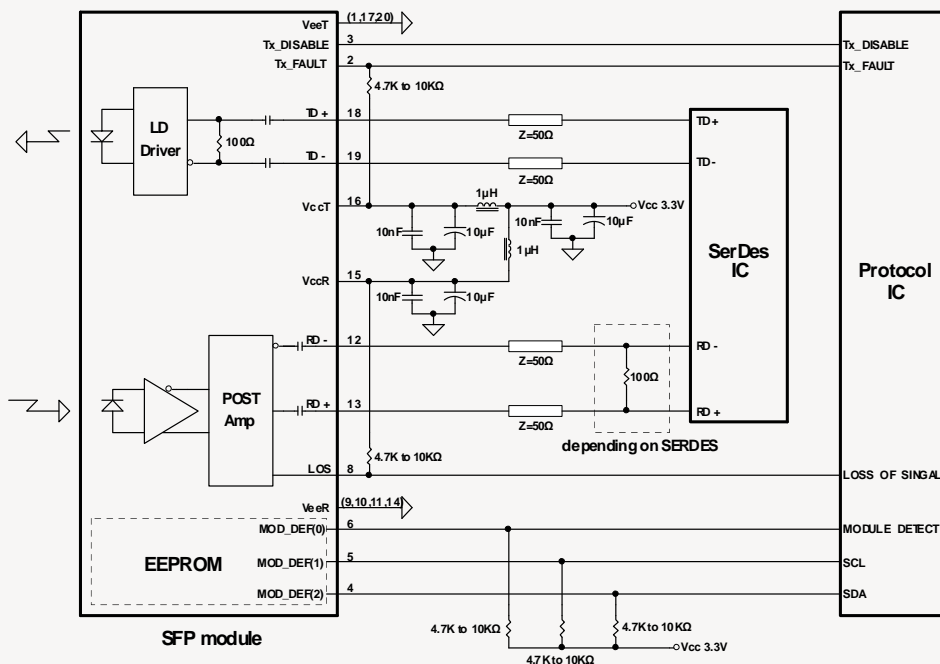 VeeT (1,17,20)
Tx_DISABLE 3 Tx_DISABLE
Tx_FAULT 2 Tx_FAULT
4.7K to 10KΩ
LD Driver
100Ω
TD+ 18 TD+
Z=50Ω
TD- 19 TD-
Z=50Ω
VccT 16
1μH
Vcc 3.3V
10nF 10μF
10nF 10μF
1μH
SerDes IC
Protocol IC
VccR 15
10nF 10μF
RD- 12 RD-
Z=50Ω
100Ω
POST Amp
RD+ 13 RD+
Z=50Ω
depending on SERDES
4.7K to 10KΩ
LOS 8 LOSS OF SINGAL
VeeR (9,10,11,14)
MOD_DEF(0) 6 MODULE DETECT
EEPROM
MOD_DEF(1) 5 SCL
MOD_DEF(2) 4 SDA
4.7K to 10KΩ
4.7K to 10KΩ
4.7K to 10KΩ
Vcc 3.3V
SFP module